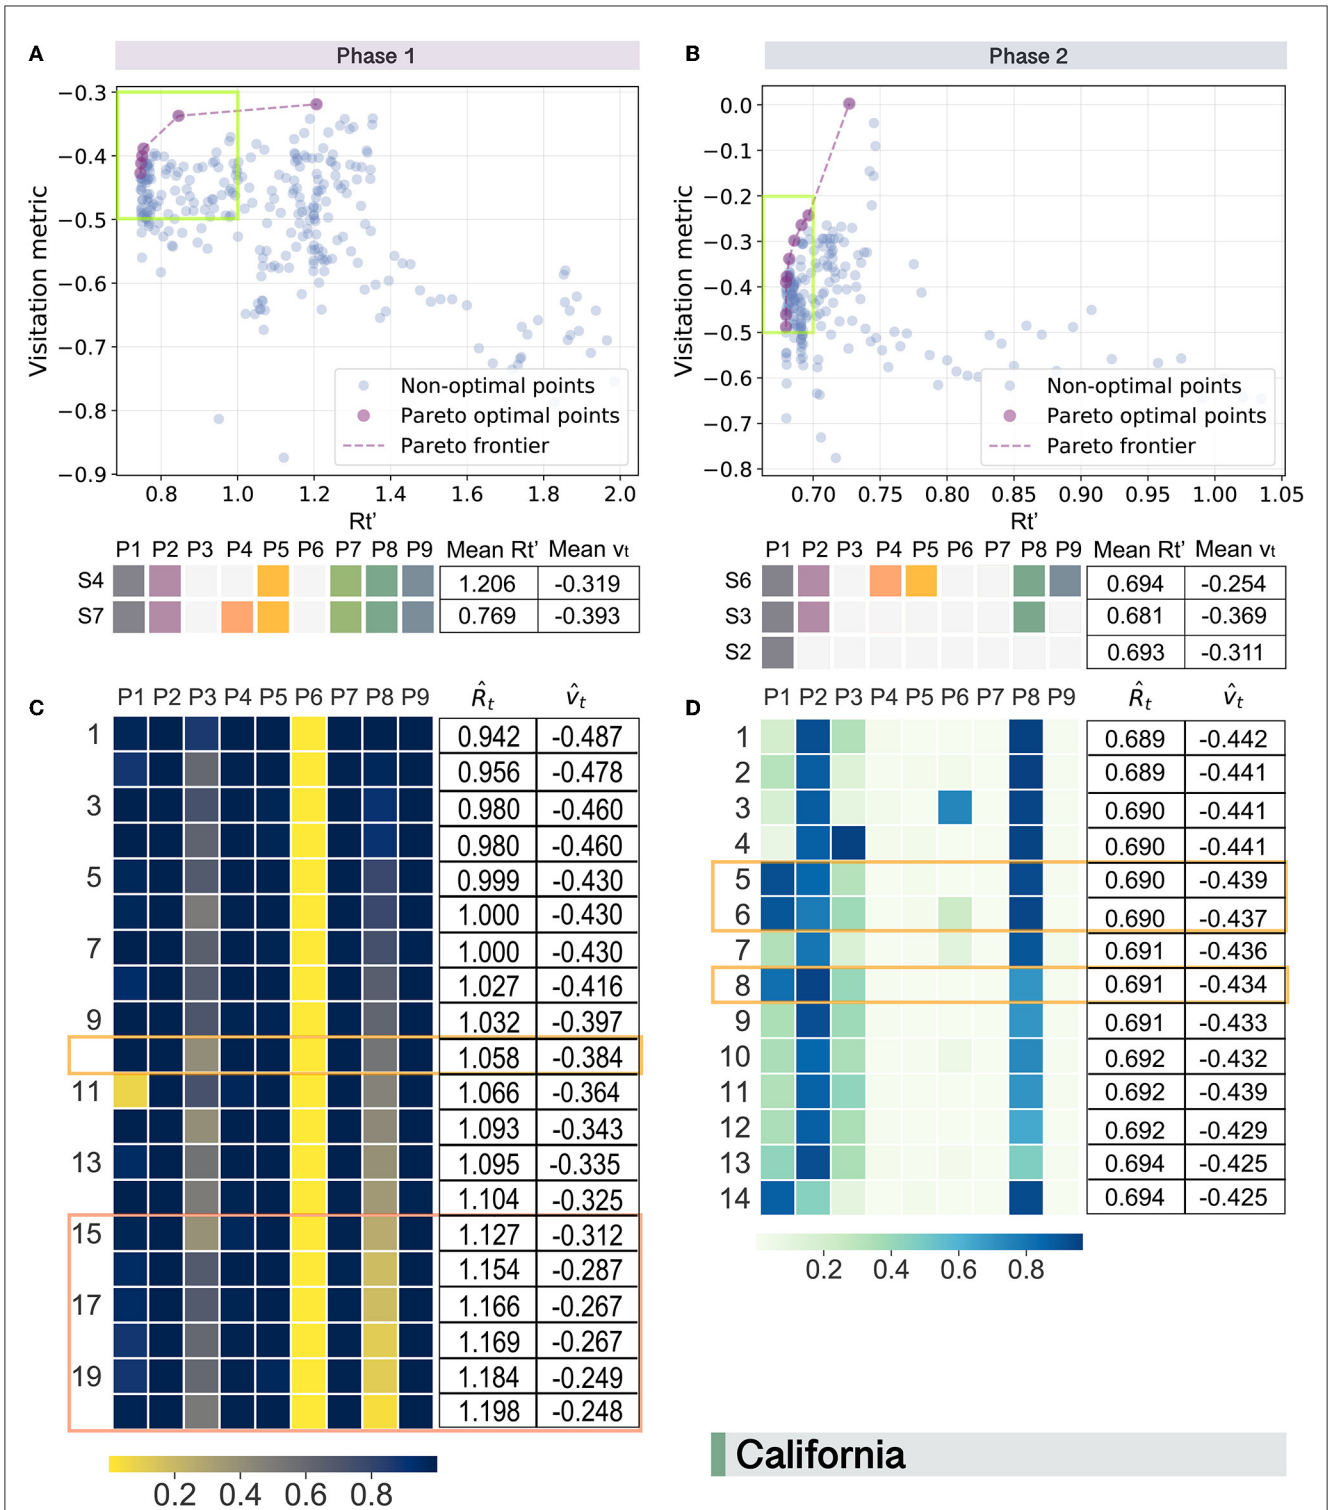 A
Phase 1
−0.3
−0.4
−0.5
−0.6
−0.7
−0.8
−0.9
Visitation metric
Non-optimal points
Pareto optimal points
Pareto frontier
0.8 1.0 1.2 1.4 1.6 1.8 2.0
Rt’
P1 P2 P3 P4 P5 P6 P7 P8 P9 Mean Rt’ Mean vt
S4 1.206 -0.319
S7 0.769 -0.393
B
Phase 2
0.0
−0.1
−0.2
−0.3
−0.4
−0.5
−0.6
−0.7
−0.8
Visitation metric
Non-optimal points
Pareto optimal points
Pareto frontier
0.70 0.75 0.80 0.85 0.90 0.95 1.00 1.05
Rt’
P1 P2 P3 P4 P5 P6 P7 P8 P9 Mean Rt’ Mean vt
S6 0.694 -0.254
S3 0.681 -0.369
S2 0.693 -0.311
C
P1 P2 P3 P4 P5 P6 P7 P8 P9 R̂t v̂t
1 0.942 -0.487
0.956 -0.478
3 0.980 -0.460
0.980 -0.460
5 0.999 -0.430
1.000 -0.430
7 1.000 -0.430
1.027 -0.416
9 1.032 -0.397
1.058 -0.384
11 1.066 -0.364
1.093 -0.343
13 1.095 -0.335
1.104 -0.325
15 1.127 -0.312
1.154 -0.287
17 1.166 -0.267
1.169 -0.267
19 1.184 -0.249
1.198 -0.248
0.2 0.4 0.6 0.8
D
P1 P2 P3 P4 P5 P6 P7 P8 P9 R̂t v̂t
1 0.689 -0.442
2 0.689 -0.441
3 0.690 -0.441
4 0.690 -0.441
5 0.690 -0.439
6 0.690 -0.437
7 0.691 -0.436
8 0.691 -0.434
9 0.691 -0.433
10 0.692 -0.432
11 0.692 -0.439
12 0.692 -0.429
13 0.694 -0.425
14 0.694 -0.425
0.2 0.4 0.6 0.8
California